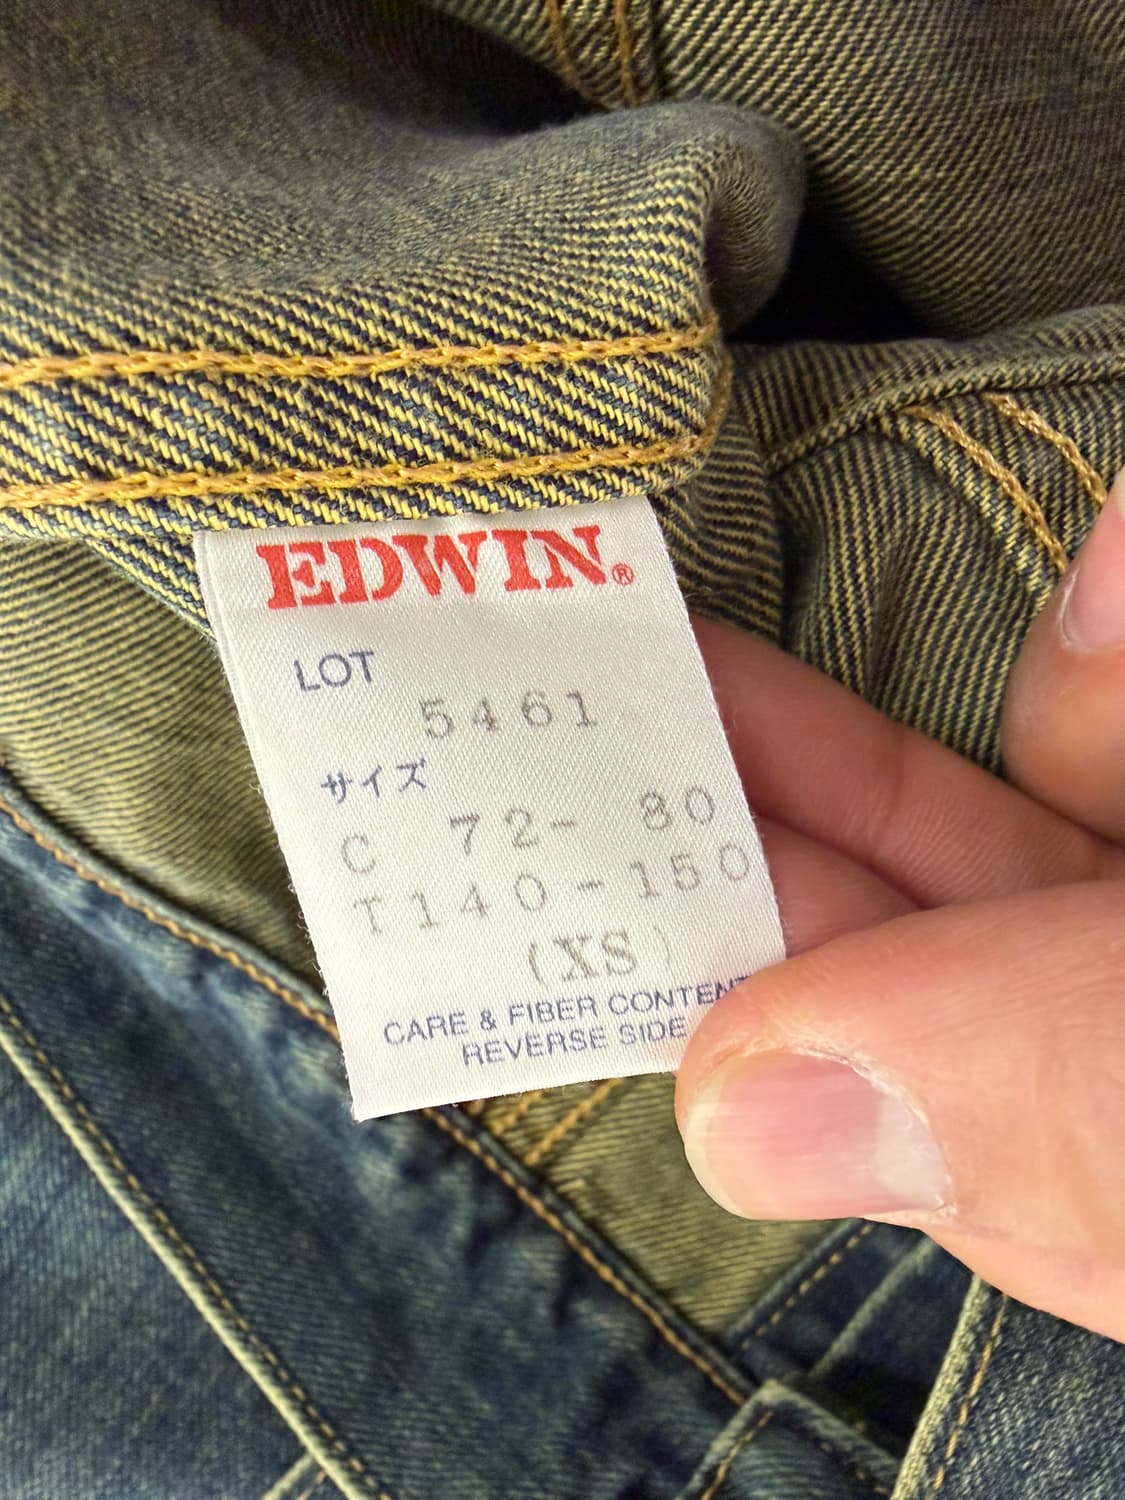 EDWIN®
LOT
5461
サイズ
C 72- 80
T140-150
(XS)
CARE & FIBER CONTENT
REVERSE SIDE